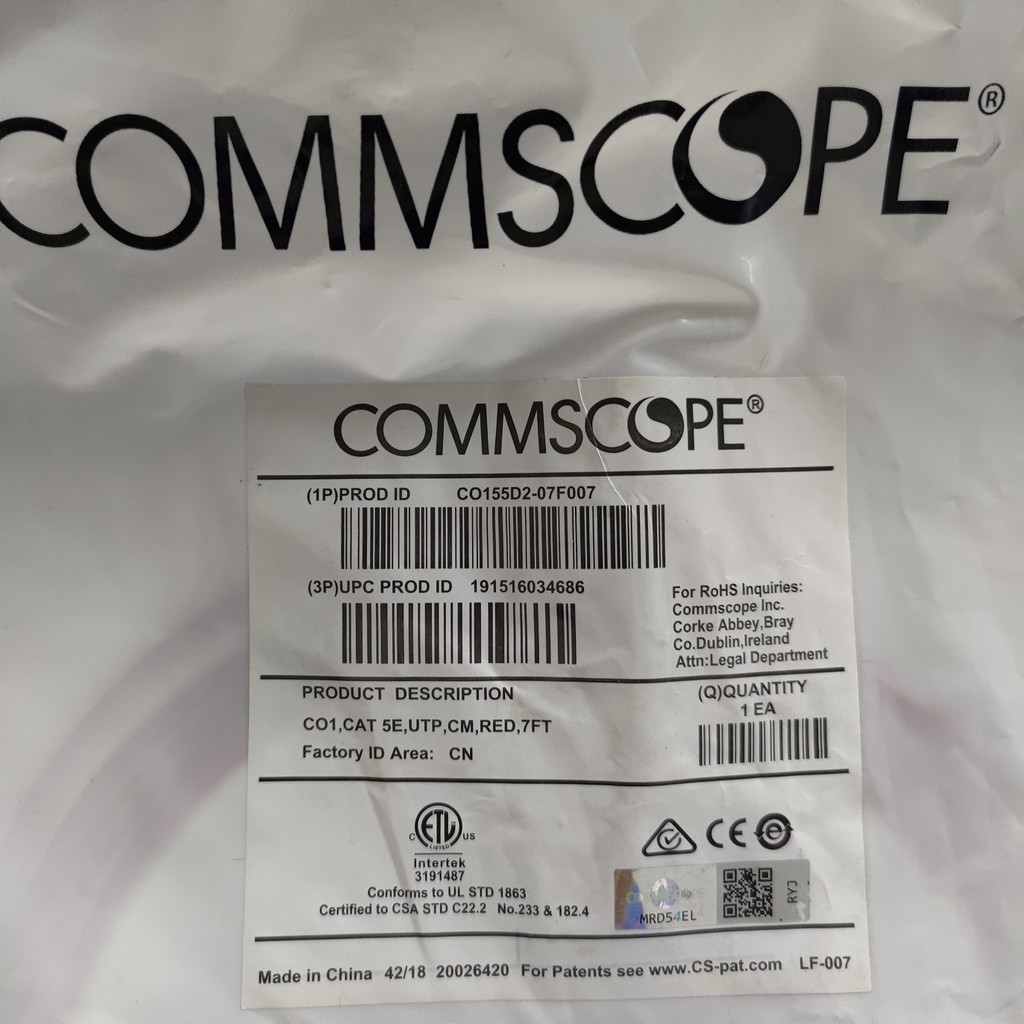 COMMSCOPE®
COMMSCOPE®
(1P)PROD ID CO155D2-07F007
(3P)UPC PROD ID 191516034686
For RoHS Inquiries:
Commscope Inc.
Corke Abbey,Bray
Co.Dublin,Ireland
Attn:Legal Department
PRODUCT DESCRIPTION
CO1,CAT 5E,UTP,CM,RED,7FT
Factory ID Area: CN
(Q)QUANTITY
1 EA
C ETL US
LISTED
Intertek
3191487
Conforms to UL STD 1863
Certified to CSA STD C22.2 No.233 & 182.4
CE
MRD54EL
RYJ
Made in China 42/18 20026420 For Patents see www.CS-pat.com LF-007